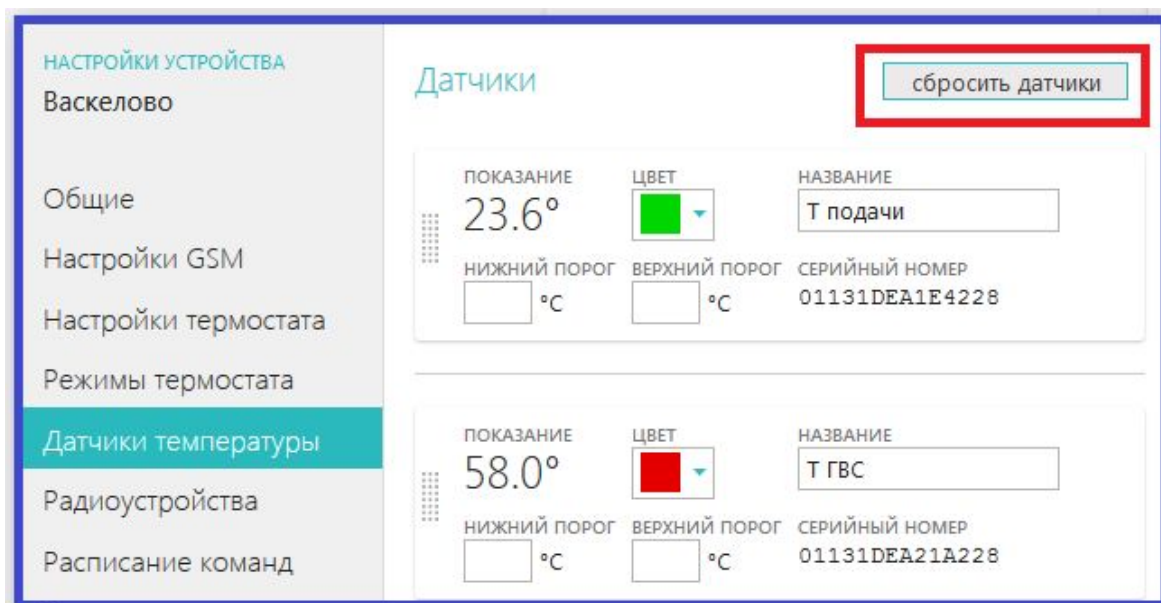 НАСТРОЙКИ УСТРОЙСТВА
Васкелово
Общие
Настройки GSM
Настройки термостата
Режимы термостата
Датчики температуры
Радиоустройства
Расписание команд
Датчики
сбросить датчики
ПОКАЗАНИЕ ЦВЕТ НАЗВАНИЕ
23.6° Т подачи
НИЖНИЙ ПОРОГ ВЕРХНИЙ ПОРОГ СЕРИЙНЫЙ НОМЕР
°C °C 01131DEA1E4228
ПОКАЗАНИЕ ЦВЕТ НАЗВАНИЕ
58.0° Т ГВС
НИЖНИЙ ПОРОГ ВЕРХНИЙ ПОРОГ СЕРИЙНЫЙ НОМЕР
°C °C 01131DEA21A228